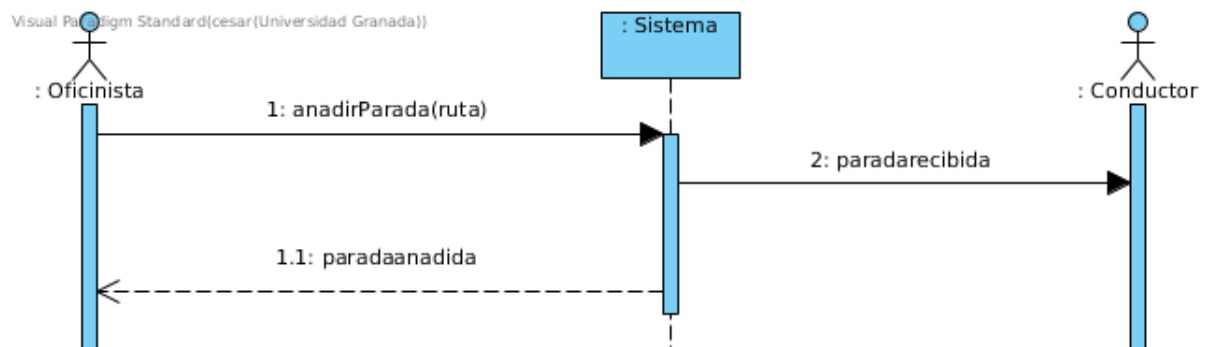 Visual Paradigm Standard(cesar(Universidad Granada))
: Sistema
: Oficinista
: Conductor
1: anadirParada(ruta)
2: paradarecibida
1.1: paradaanadida